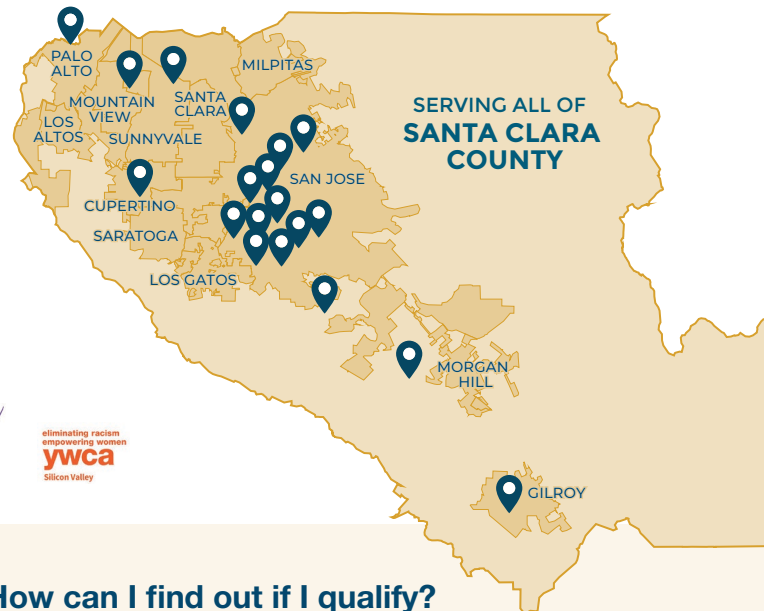 PALO
ALTO
MOUNTAIN
VIEW
LOS
ALTOS
SUNNYVALE
SANTA
CLARA
MILPITAS
SERVING ALL OF
SANTA CLARA
COUNTY
SAN JOSE
CUPERTINO
SARATOGA
LOS GATOS
MORGAN
HILL
GILROY
eliminating racism
empowering women
ywca
Silicon Valley
How can I find out if I qualify?